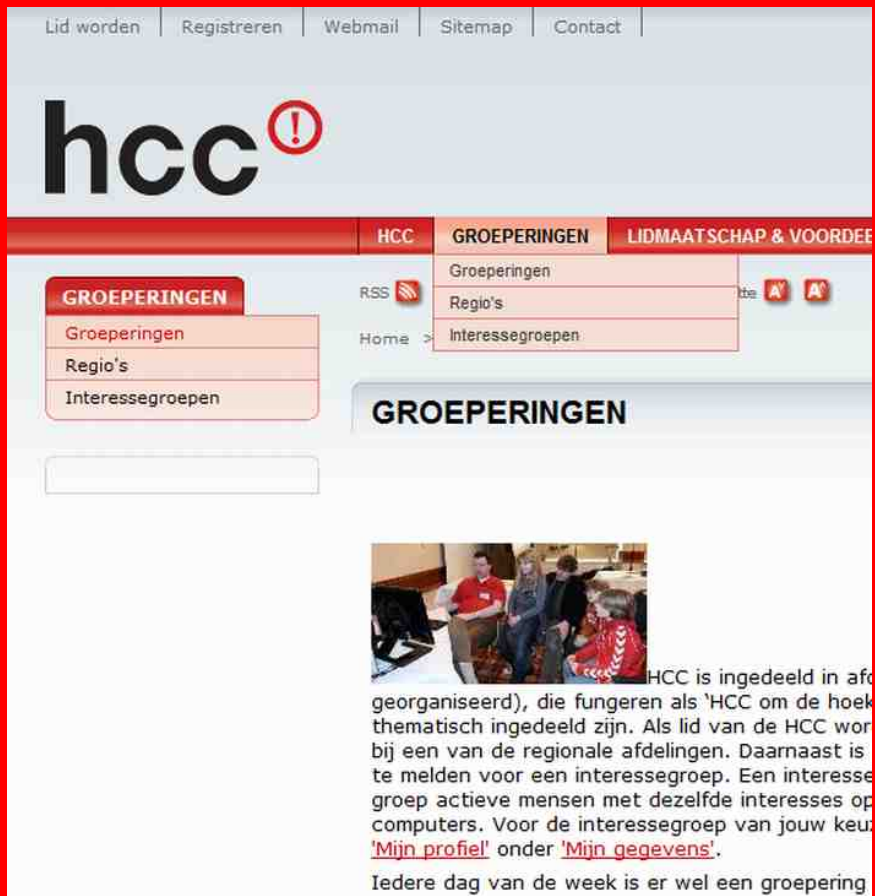 Lid worden Registreren Webmail Sitemap Contact
hcc!
HCC GROEPERINGEN LIDMAATSCHAP & VOORDEE
Groeperingen
Regio's
Interessegroepen
GROEPERINGEN
Groeperingen
Regio's
Interessegroepen
RSS tte A A
Home >
GROEPERINGEN
HCC is ingedeeld in afd
georganiseerd), die fungeren als ‘HCC om de hoek
thematisch ingedeeld zijn. Als lid van de HCC wor
bij een van de regionale afdelingen. Daarnaast is
te melden voor een interessegroep. Een interesse
groep actieve mensen met dezelfde interesses op
computers. Voor de interessegroep van jouw keuz
'Mijn profiel' onder 'Mijn gegevens'.
Iedere dag van de week is er wel een groepering